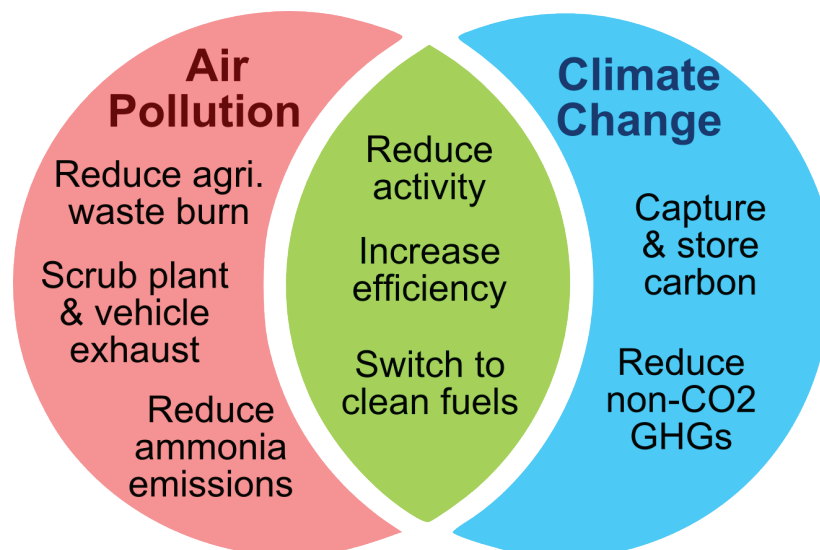 Air
Pollution
Reduce agri.
waste burn
Scrub plant
& vehicle
exhaust
Reduce
ammonia
emissions
Reduce
activity
Increase
efficiency
Switch to
clean fuels
Climate
Change
Capture
& store
carbon
Reduce
non-CO2
GHGs